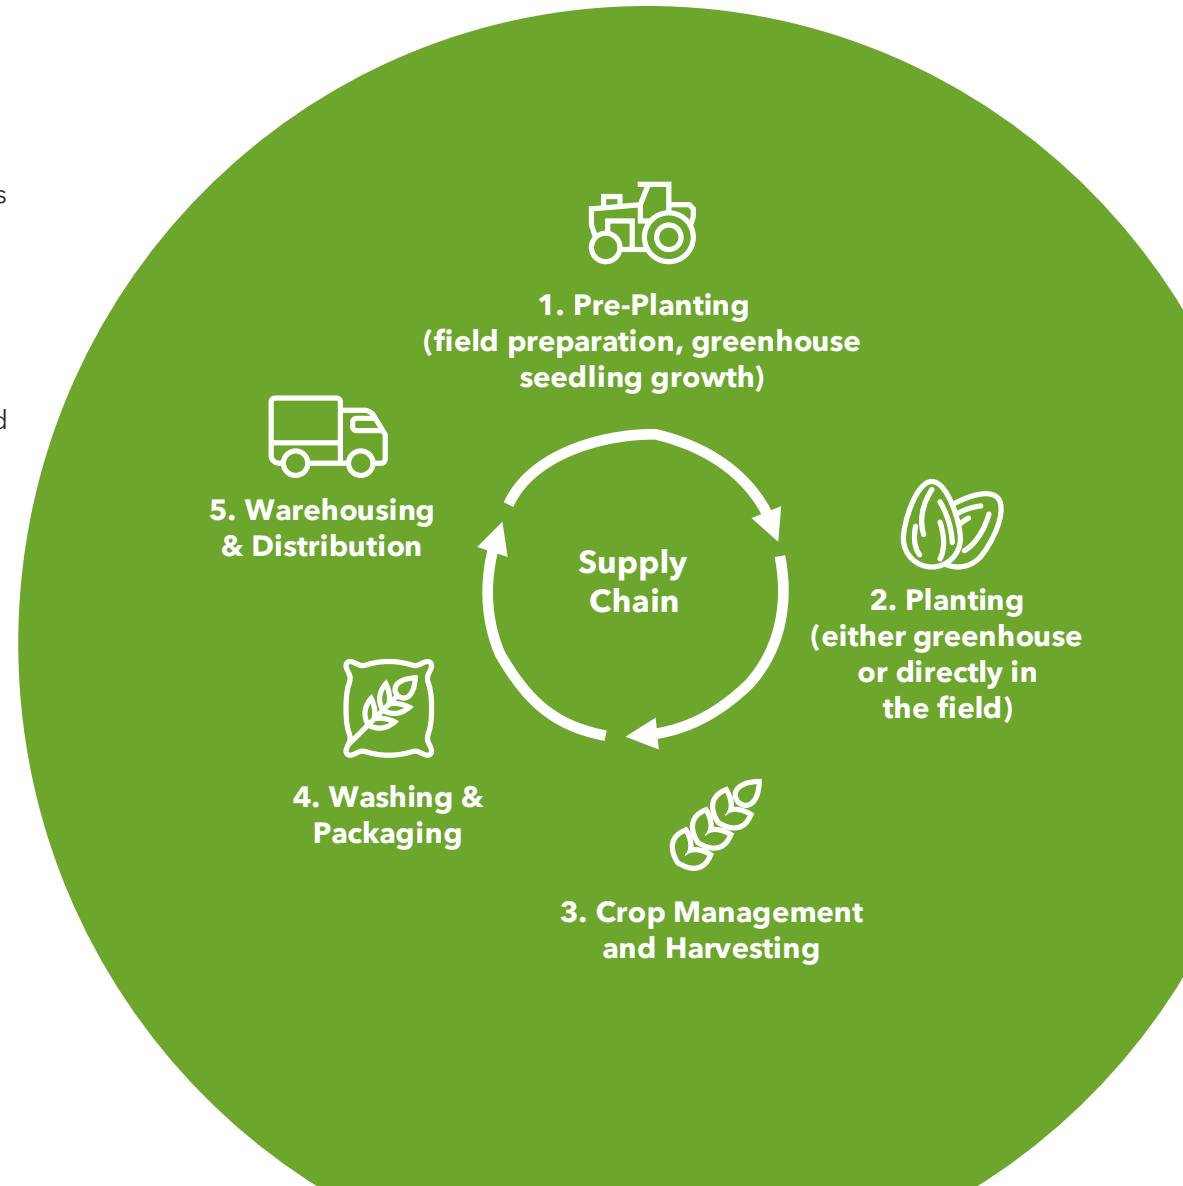 s
d
1. Pre-Planting
(field preparation, greenhouse
seedling growth)
2. Planting
(either greenhouse
or directly in
the field)
3. Crop Management
and Harvesting
4. Washing &
Packaging
5. Warehousing
& Distribution
Supply
Chain